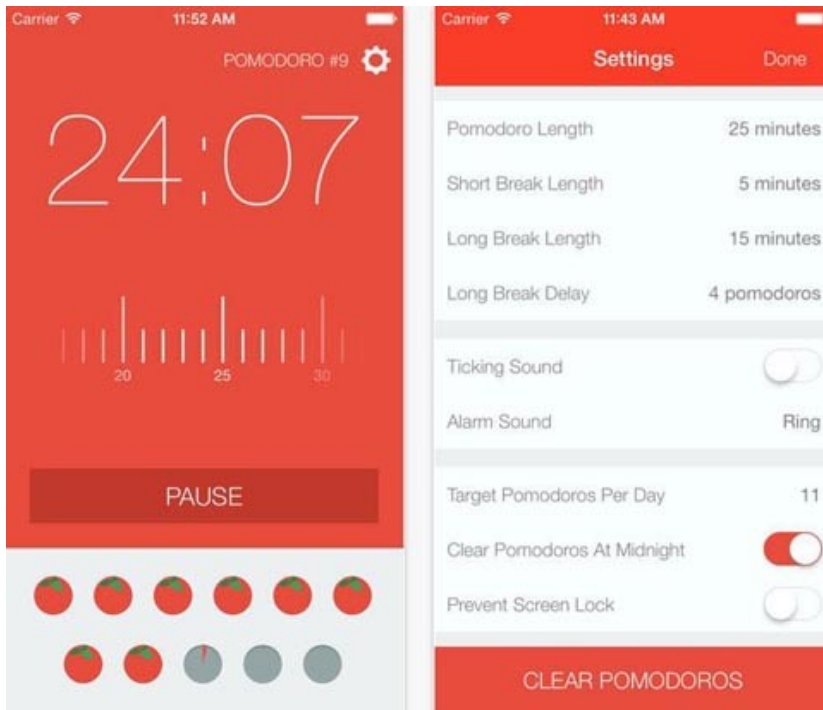 Carrier 11:52 AM
POMODORO #9
24:07
20 25 30
PAUSE
Carrier 11:43 AM
Settings Done
Pomodoro Length 25 minutes
Short Break Length 5 minutes
Long Break Length 15 minutes
Long Break Delay 4 pomodoros
Ticking Sound
Alarm Sound Ring
Target Pomodoros Per Day 11
Clear Pomodoros At Midnight
Prevent Screen Lock
CLEAR POMODOROS